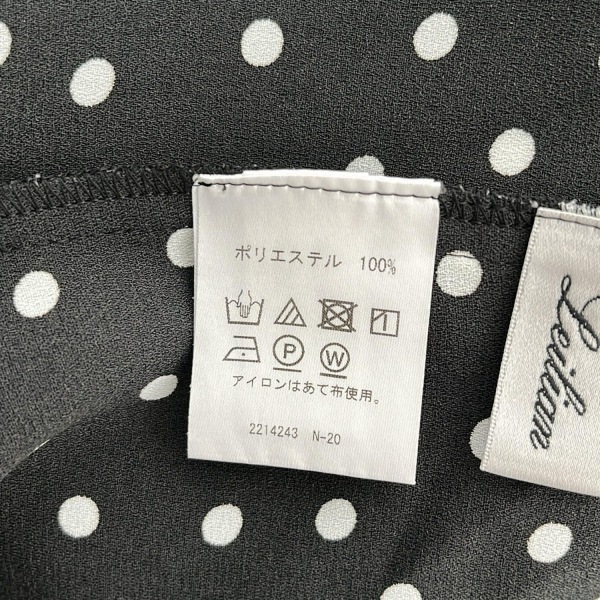 ポリエステル 100%
P W
アイロンはあて布使用。
2214243 N-20
Leilian